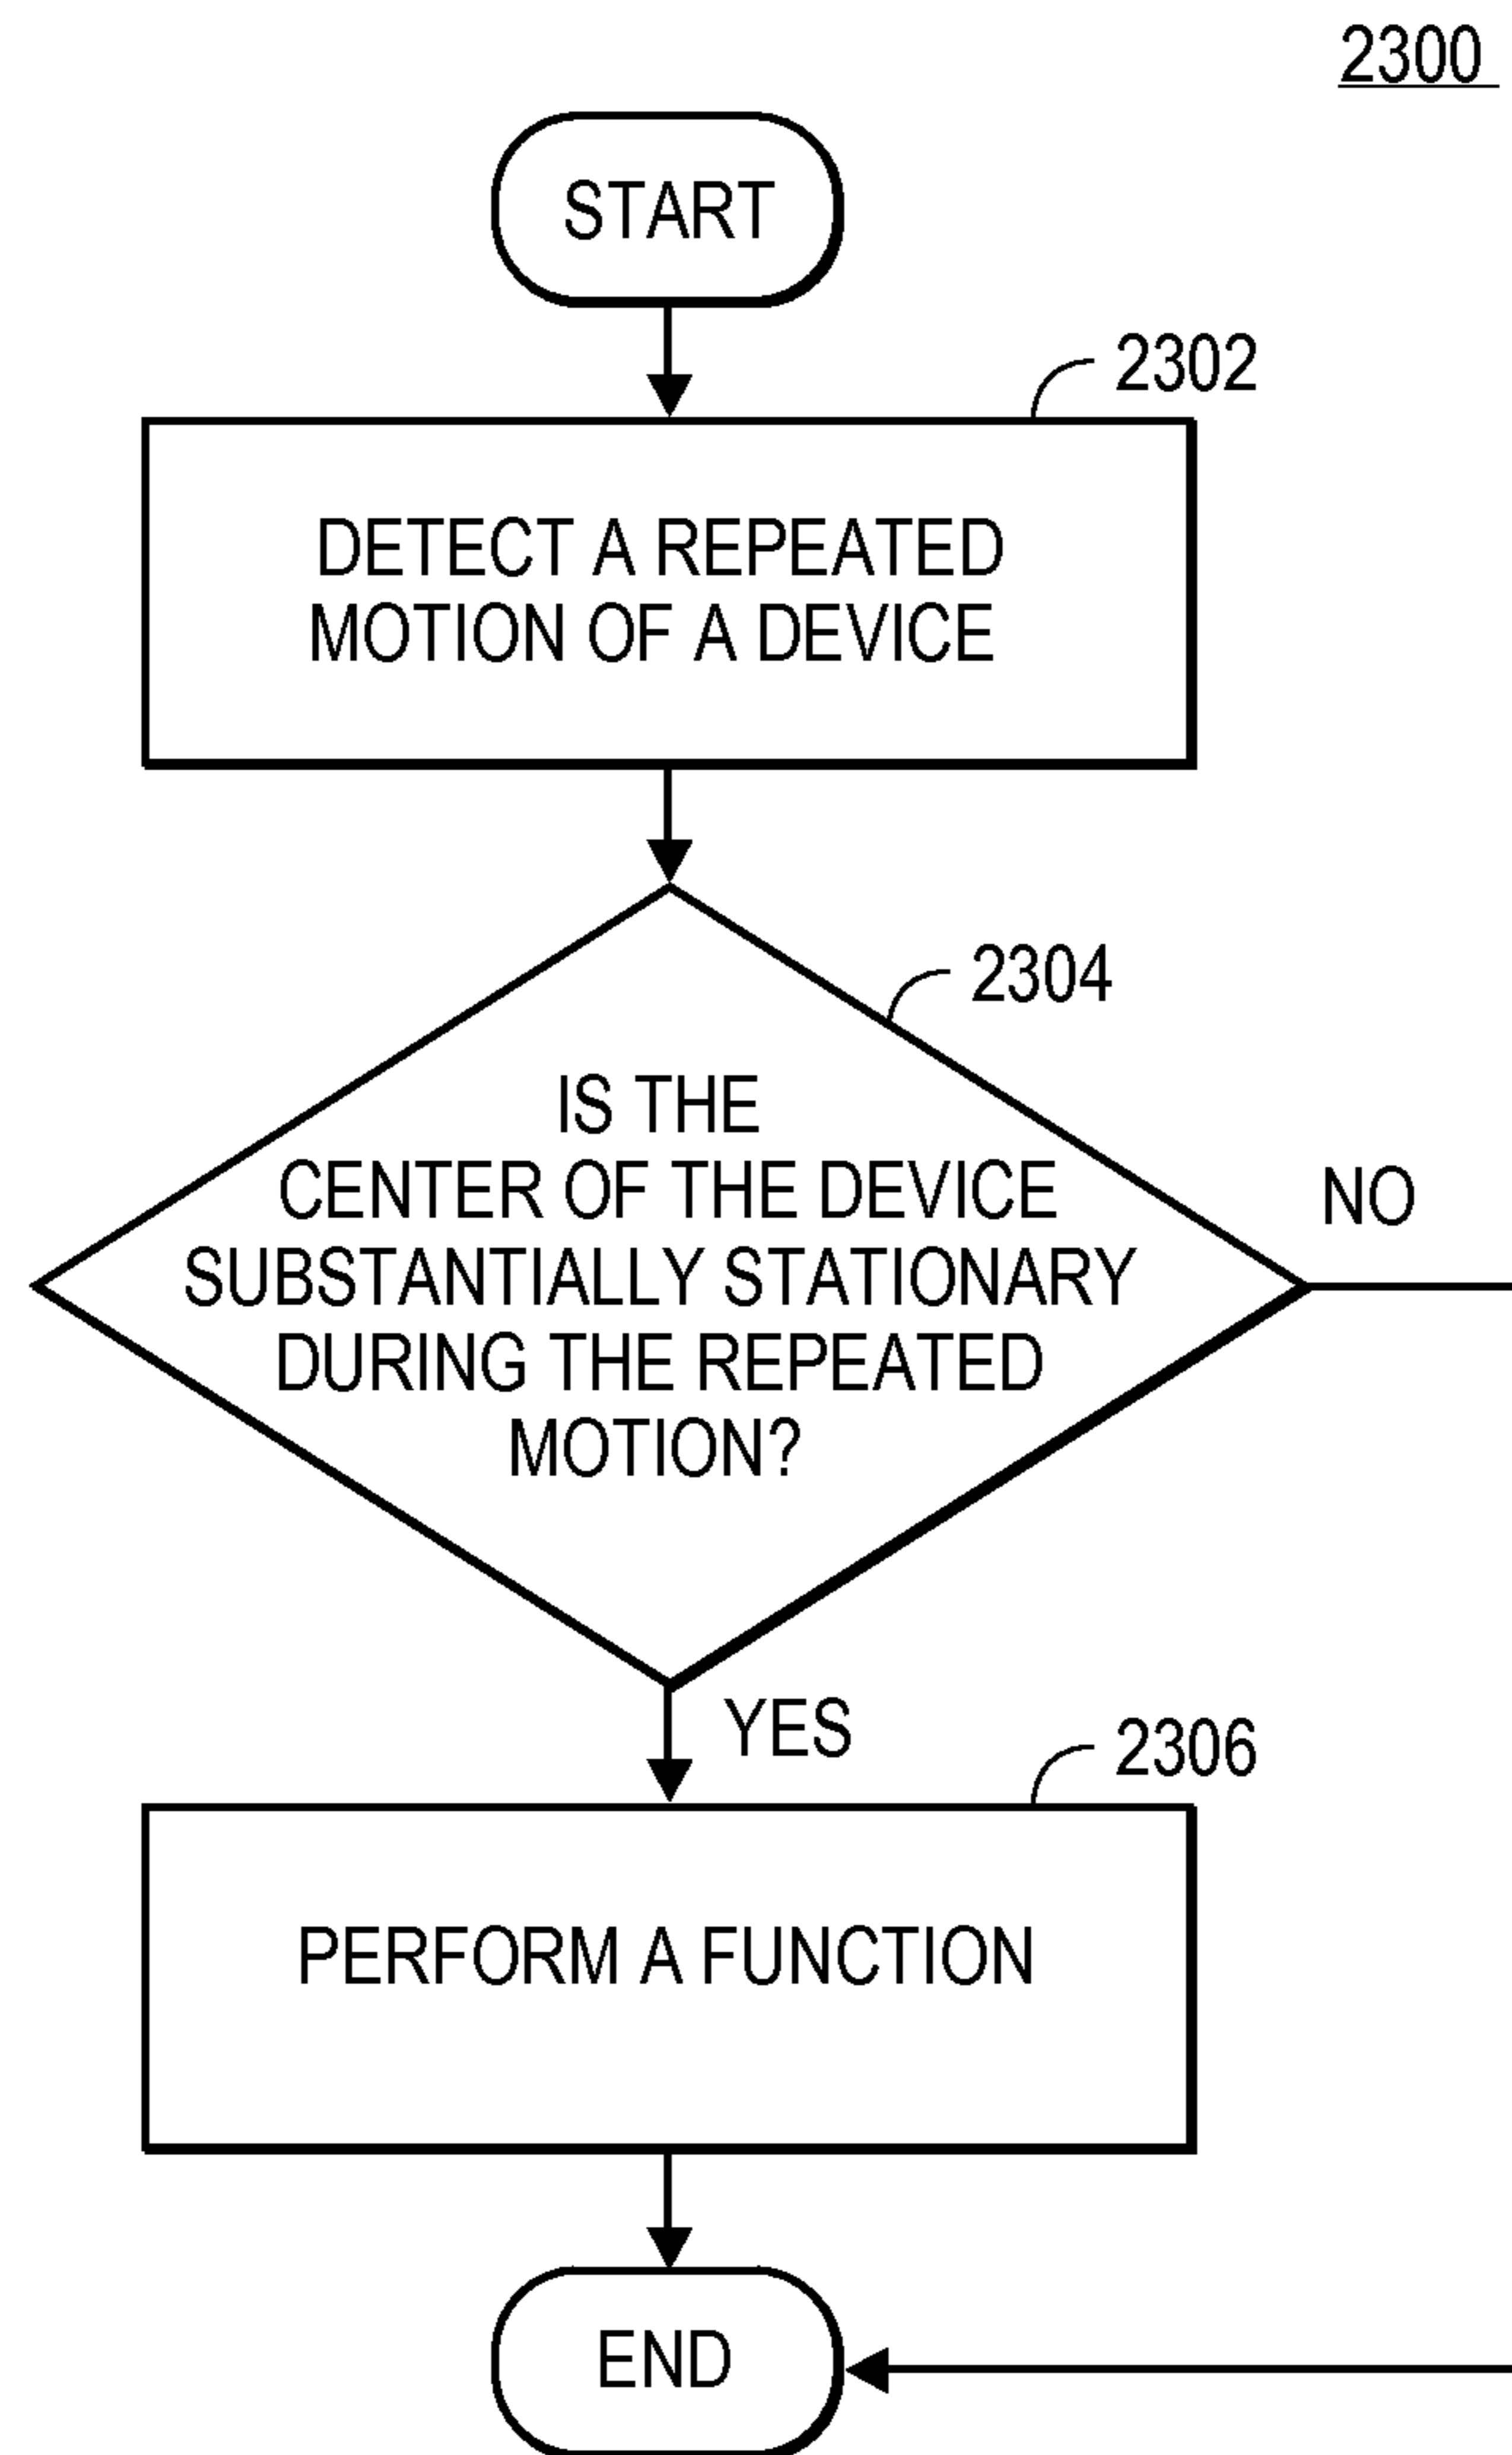 2300
START
2302
DETECT A REPEATED
MOTION OF A DEVICE
2304
IS THE
CENTER OF THE DEVICE
SUBSTANTIALLY STATIONARY
DURING THE REPEATED
MOTION?
NO
YES
2306
PERFORM A FUNCTION
END